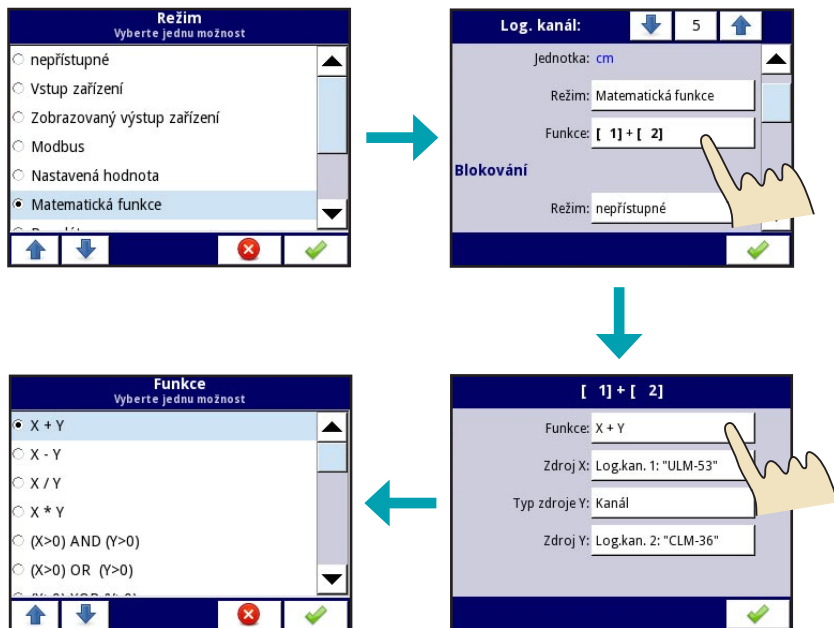 Režim
Vyberte jednu možnost
nepřístupné
Vstup zařízení
Zobrazovaný výstup zařízení
Modbus
Nastavená hodnota
Matematická funkce
Log. kanál: 5
Jednotka: cm
Režim: Matematická funkce
Funkce: [ 1] + [ 2]
Blokování
Režim: nepřístupné
[ 1] + [ 2]
Funkce: X + Y
Zdroj X: Log.kan. 1: "ULM-53"
Typ zdroje Y: Kanál
Zdroj Y: Log.kan. 2: "CLM-36"
Funkce
Vyberte jednu možnost
X + Y
X - Y
X / Y
X * Y
(X>0) AND (Y>0)
(X>0) OR (Y>0)